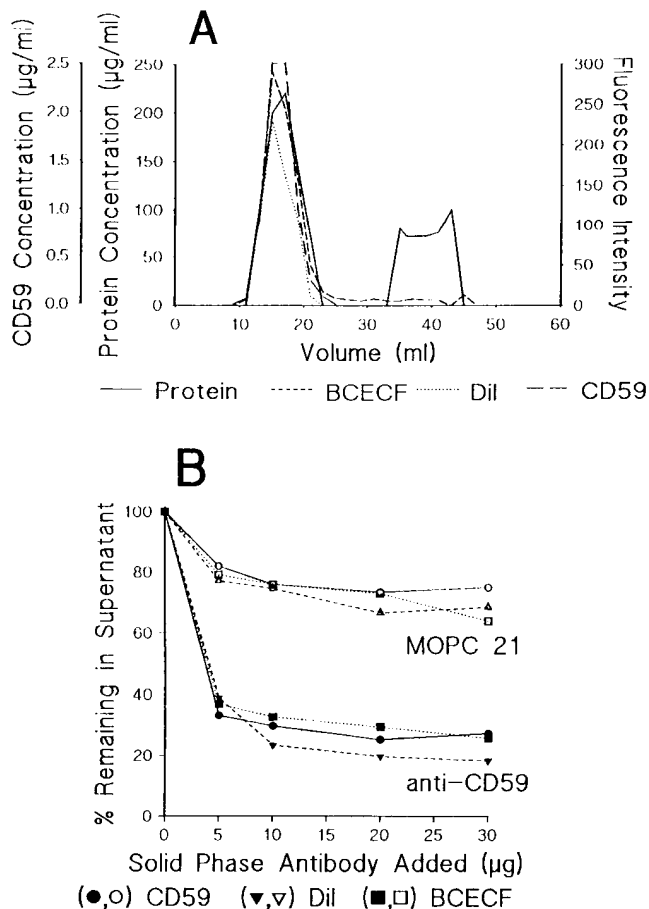 A
CD59 Concentration (µg/ml)
2.5
2.0
1.5
1.0
0.5
0.0
Protein Concentration (µg/ml)
250
200
150
100
50
0
Fluorescence Intensity
300
200
100
0
0 10 20 30 40 50 60
Volume (ml)
Protein BCECF DiI CD59
B
% Remaining in Supernatant
100
80
60
40
20
0
MOPC 21
anti-CD59
0 5 10 15 20 25 30
Solid Phase Antibody Added (µg)
(●,○) CD59 (▼,▽) DiI (■,□) BCECF